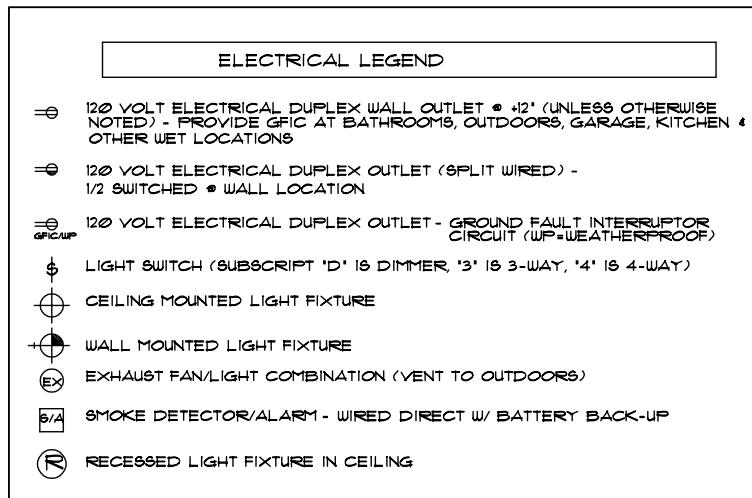 ELECTRICAL LEGEND
120 VOLT ELECTRICAL DUPLEX WALL OUTLET @ +12" (UNLESS OTHERWISE
NOTED) - PROVIDE GFIC AT BATHROOMS, OUTDOORS, GARAGE, KITCHEN &
OTHER WET LOCATIONS
120 VOLT ELECTRICAL DUPLEX OUTLET (SPLIT WIRED) -
1/2 SWITCHED @ WALL LOCATION
GFIC/WP 120 VOLT ELECTRICAL DUPLEX OUTLET - GROUND FAULT INTERRUPTOR
CIRCUIT (WP=WEATHERPROOF)
$ LIGHT SWITCH (SUBSCRIPT "D" IS DIMMER, "3" IS 3-WAY, "4" IS 4-WAY)
CEILING MOUNTED LIGHT FIXTURE
WALL MOUNTED LIGHT FIXTURE
EX EXHAUST FAN/LIGHT COMBINATION (VENT TO OUTDOORS)
S/A SMOKE DETECTOR/ALARM - WIRED DIRECT W/ BATTERY BACK-UP
R RECESSED LIGHT FIXTURE IN CEILING